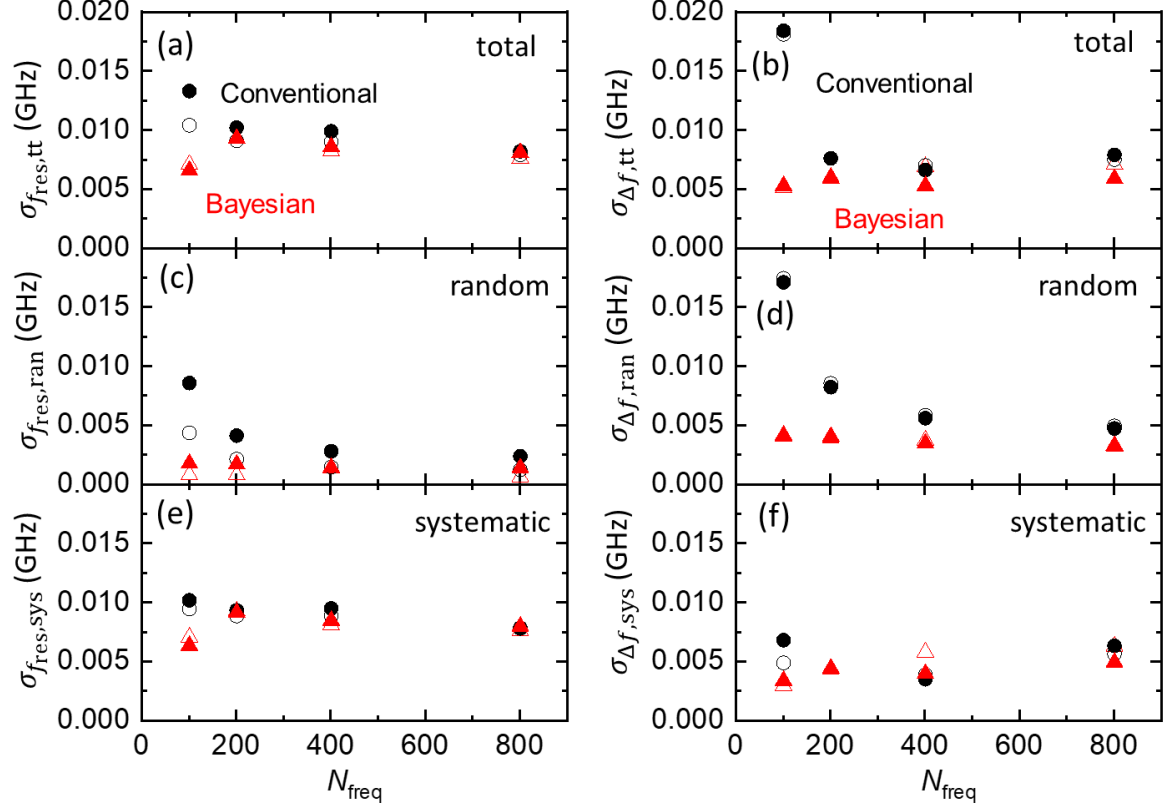 (a) total
Conventional
Bayesian
σfres,tt (GHz)
0.020
0.015
0.010
0.005
0.000
(b) total
Conventional
Bayesian
σΔf,tt (GHz)
0.020
0.015
0.010
0.005
0.000
(c) random
σfres,ran (GHz)
0.015
0.010
0.005
0.000
(d) random
σΔf,ran (GHz)
0.015
0.010
0.005
0.000
(e) systematic
σfres,sys (GHz)
0.015
0.010
0.005
0.000
0 200 400 600 800
Nfreq
(f) systematic
σΔf,sys (GHz)
0.015
0.010
0.005
0.000
0 200 400 600 800
Nfreq